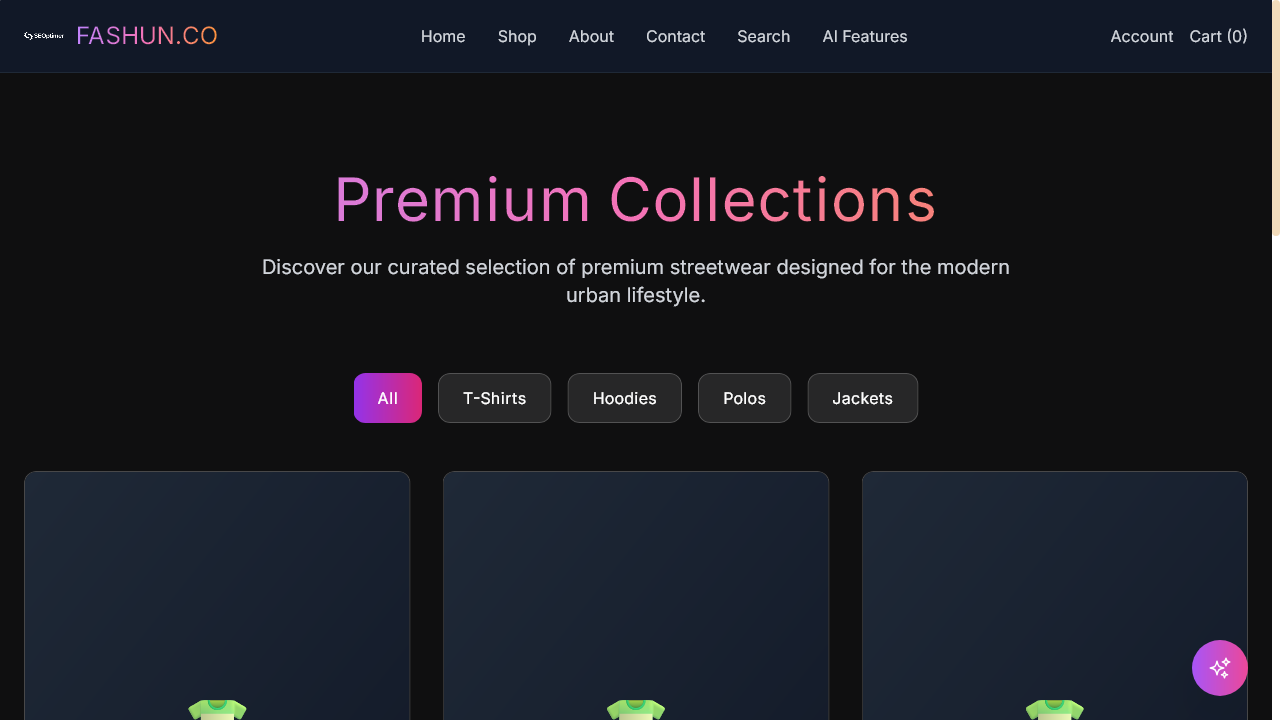 SEOptimer FASHUN.CO Home Shop About Contact Search AI Features Account Cart (0)
Premium Collections
Discover our curated selection of premium streetwear designed for the modern
urban lifestyle.
All T-Shirts Hoodies Polos Jackets